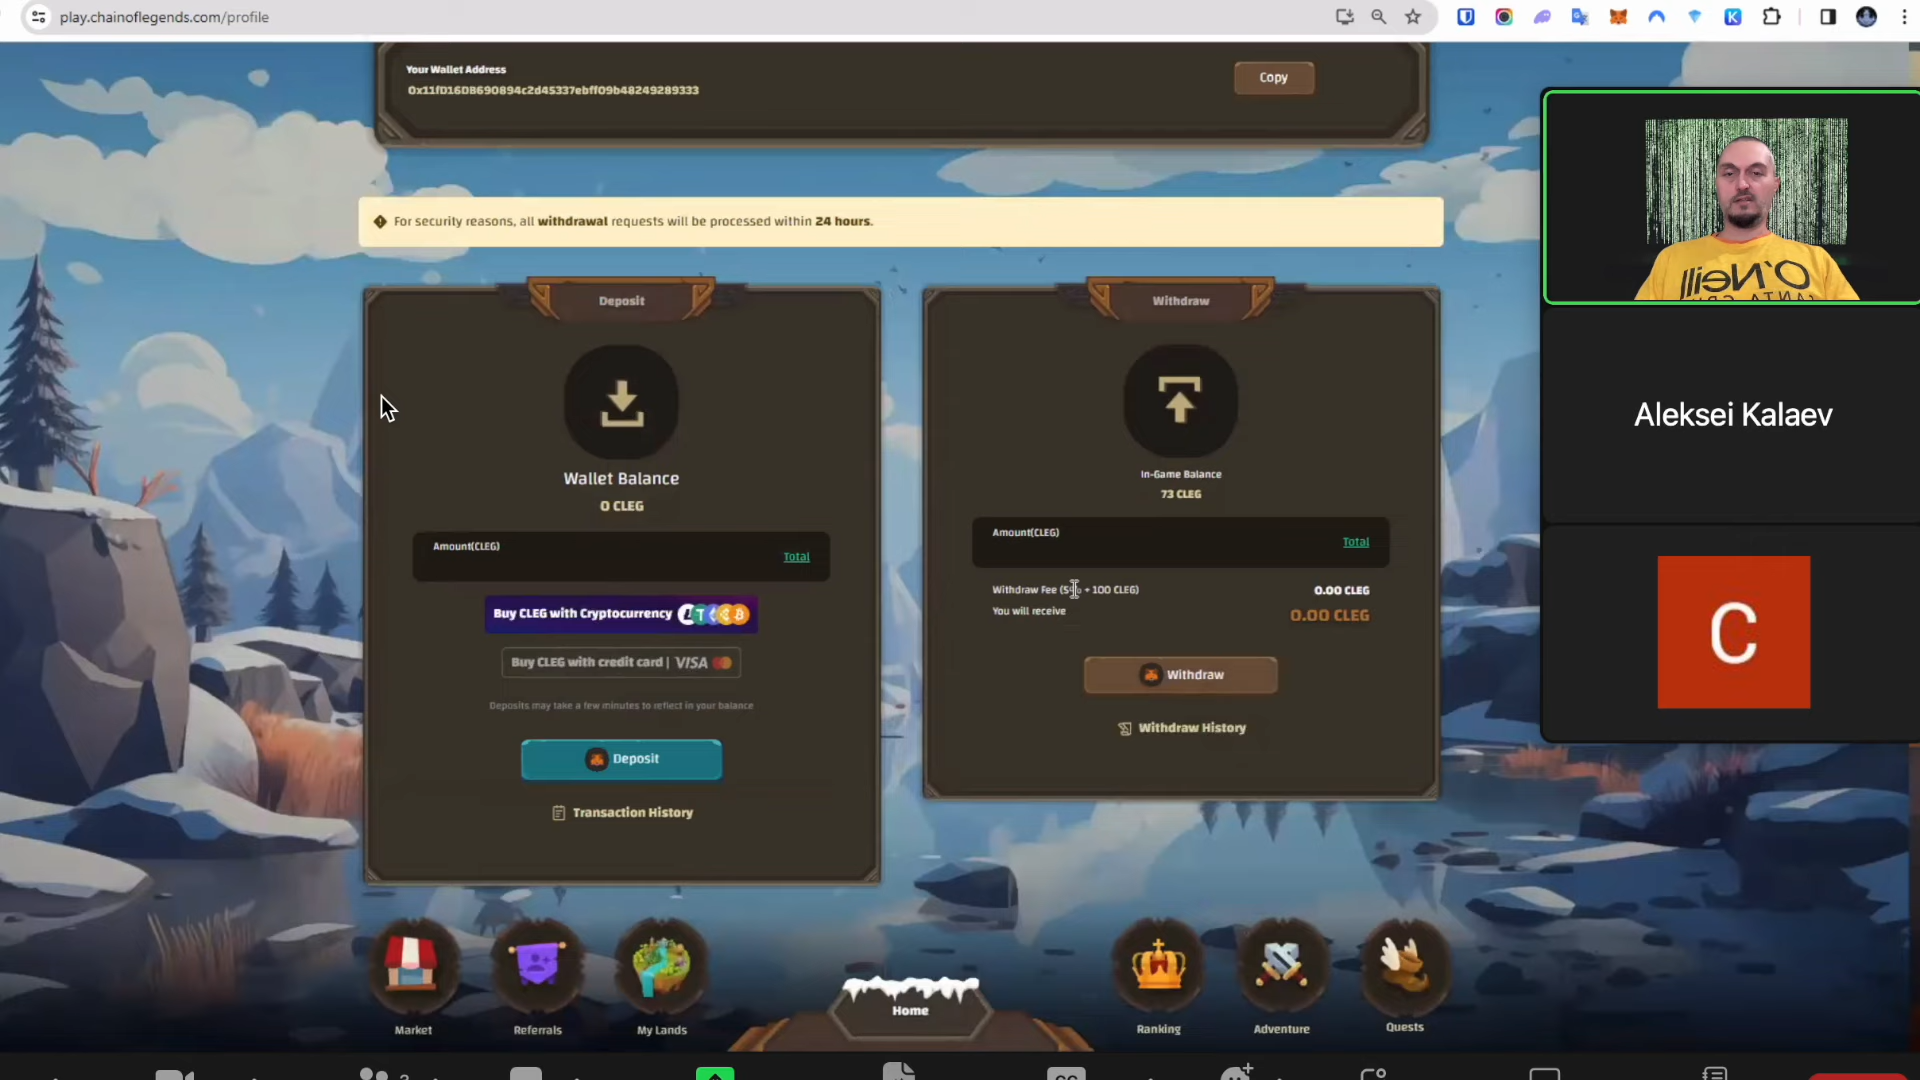 play.chainoflegends.com/profile
Your Wallet Address
Copy
For security reasons, all withdrawal requests will be processed within 24 hours.
Deposit
Wallet Balance
0 CLEG
Amount(CLEG)
Total
Buy CLEG with Cryptocurrency
Buy CLEG with credit card | VISA
Deposits may take a few minutes to reflect in your balance
Deposit
Transaction History
Withdraw
In-Game Balance
73 CLEG
Amount(CLEG)
Total
Withdraw Fee (5% + 100 CLEG)
0.00 CLEG
You will receive
0.00 CLEG
Withdraw
Withdraw History
O'Neill
Aleksei Kalaev
C
Market
Referrals
My Lands
Home
Ranking
Adventure
Quests